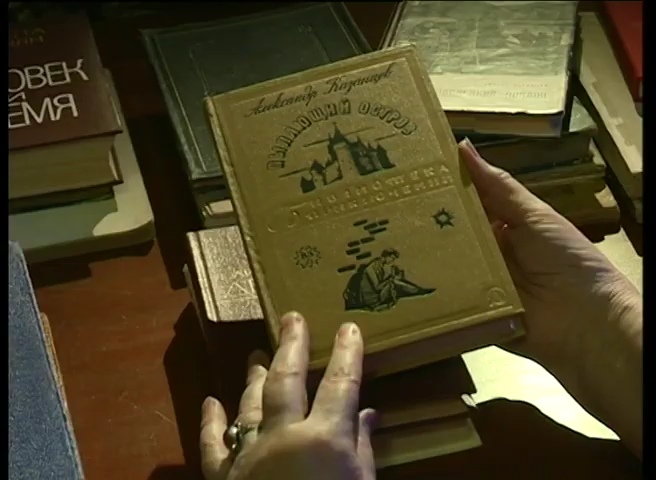 Александр Казанцев
ПЫЛАЮЩИЙ ОСТРОВ
БИБЛИОТЕКА
ПРИКЛЮЧЕНИЙ
ОВЕК
ЕМЯ